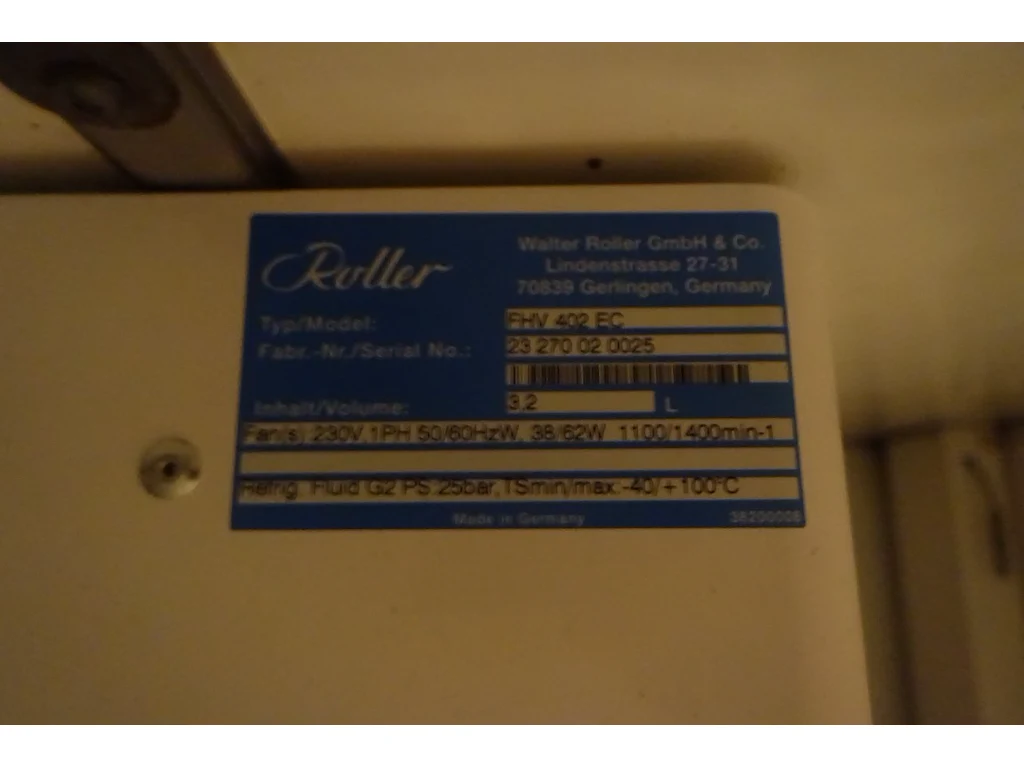 Roller
Walter Roller GmbH & Co.
Lindenstrasse 27-31
70839 Gerlingen, Germany
Typ/Model: FHV 402 EC
Fabr.-Nr./Serial No.: 23 270 02 0025
Inhalt/Volume: 3.2 L
Fan(s) 230V 1PH 50/60HzW, 38/62W 1100/1400min-1
Refrig. Fluid G2 PS 25bar,TSmin/max:-40/+100°C
Made in Germany